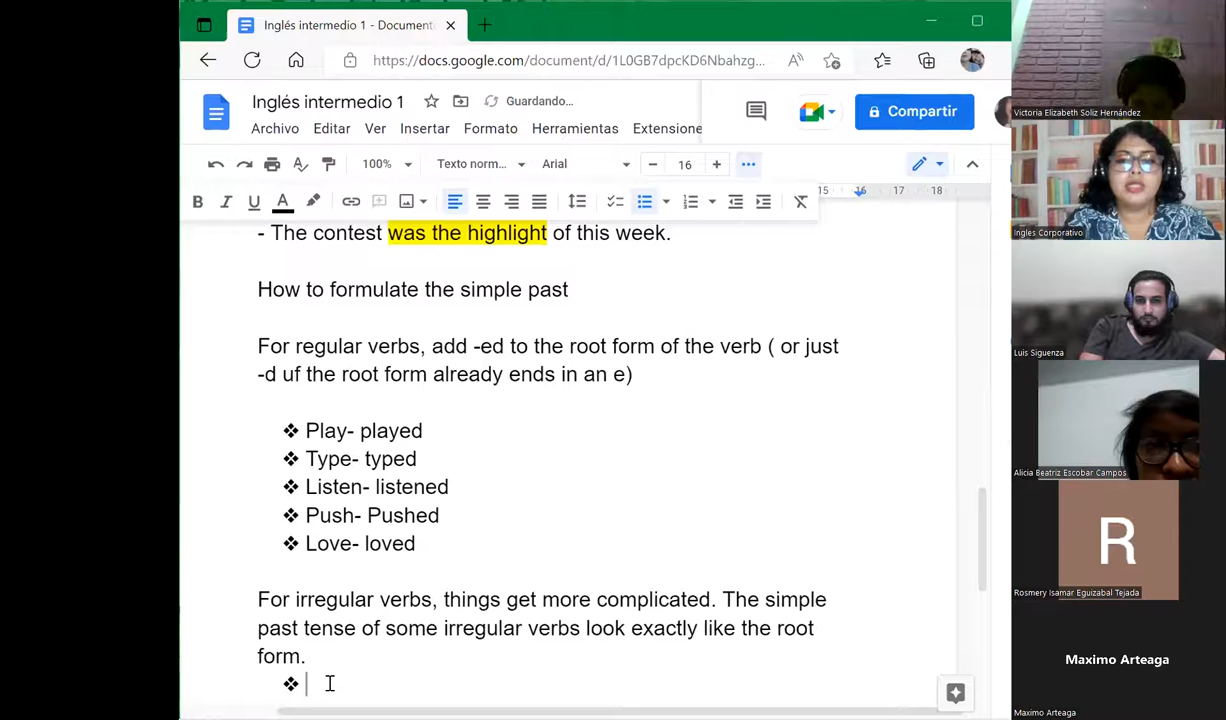 Inglés intermedio 1 - Document
https://docs.google.com/document/d/1L0GB7dpcKD6Nbahzg...
Inglés intermedio 1
Guardando...
Archivo Editar Ver Insertar Formato Herramientas Extensione
Compartir
100% Texto norm... Arial 16
15 16 17 18
- The contest was the highlight of this week.
How to formulate the simple past
For regular verbs, add -ed to the root form of the verb ( or just
-d uf the root form already ends in an e)
❖ Play- played
❖ Type- typed
❖ Listen- listened
❖ Push- Pushed
❖ Love- loved
For irregular verbs, things get more complicated. The simple
past tense of some irregular verbs look exactly like the root
form.
❖
Victoria Elizabeth Soliz Hernández
Ingles Corporativo
Luis Siguenza
Alicia Beatriz Escobar Campos
R
Rosmery Isamar Eguizabal Tejada
Maximo Arteaga
Maximo Arteaga